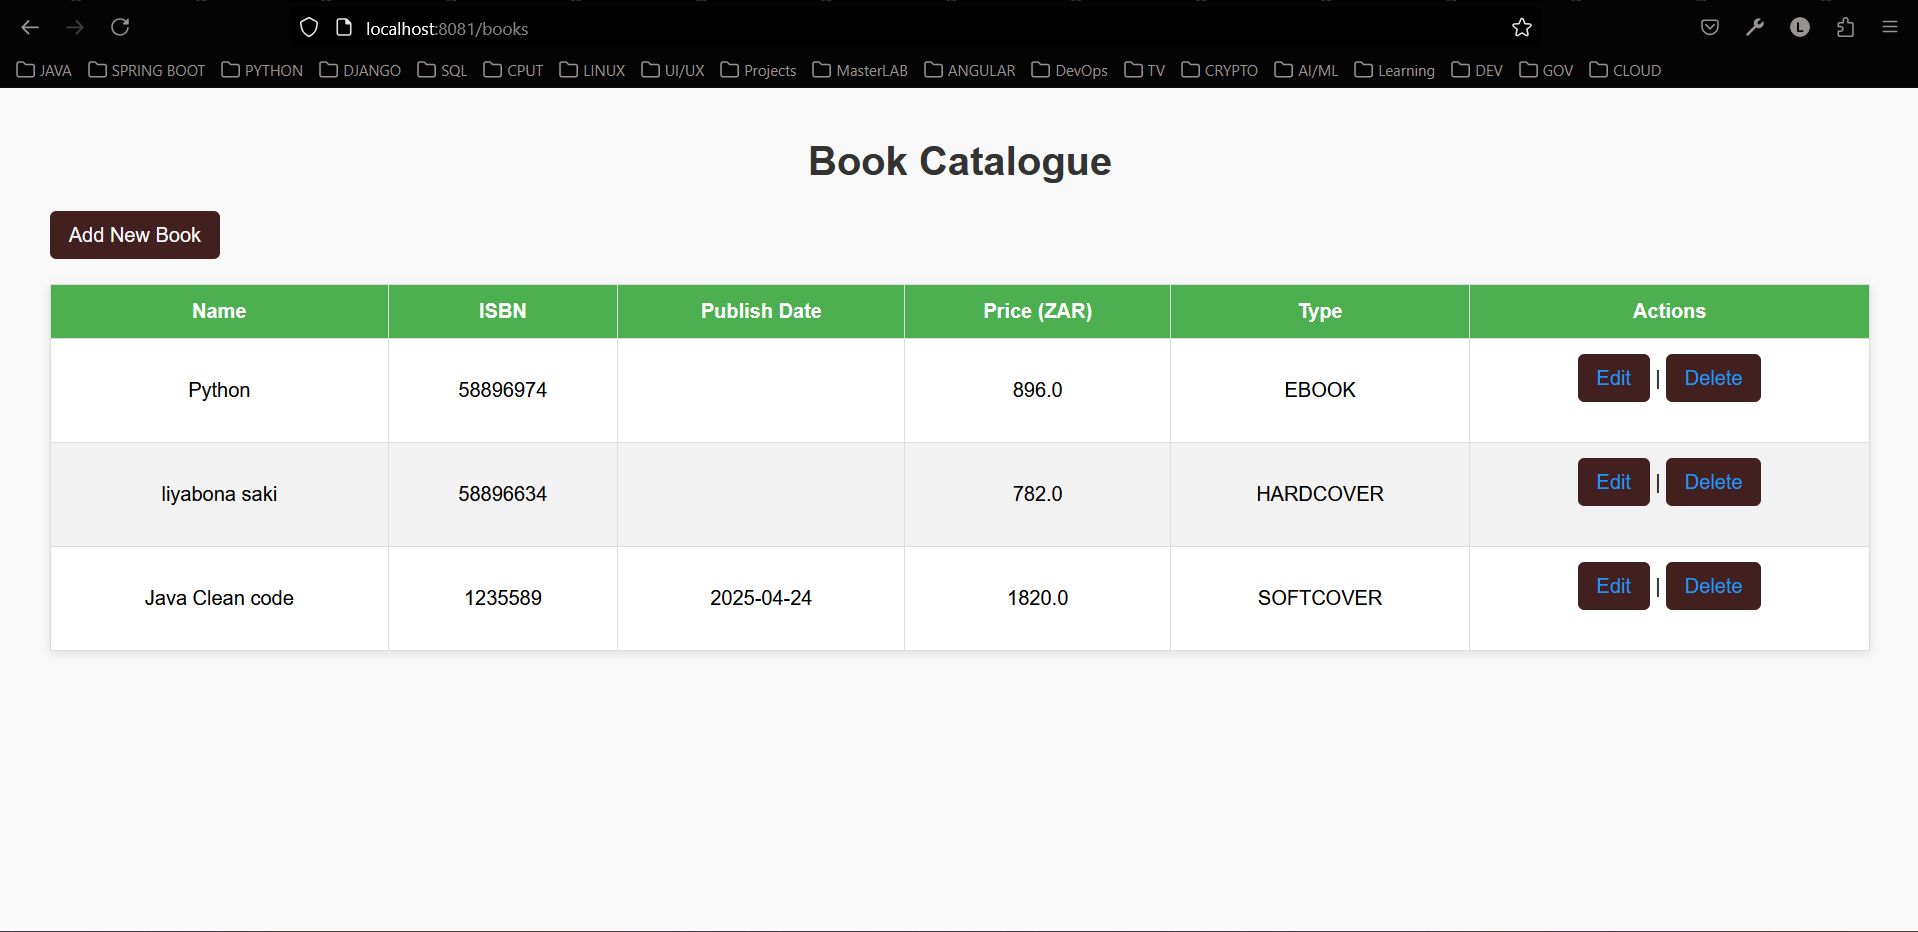 localhost:8081/books
L
JAVA SPRING BOOT PYTHON DJANGO SQL CPUT LINUX UI/UX Projects MasterLAB ANGULAR DevOps TV CRYPTO AI/ML Learning DEV GOV CLOUD
Book Catalogue
Add New Book
Name ISBN Publish Date Price (ZAR) Type Actions
Python 58896974 896.0 EBOOK Edit | Delete
liyabona saki 58896634 782.0 HARDCOVER Edit | Delete
Java Clean code 1235589 2025-04-24 1820.0 SOFTCOVER Edit | Delete